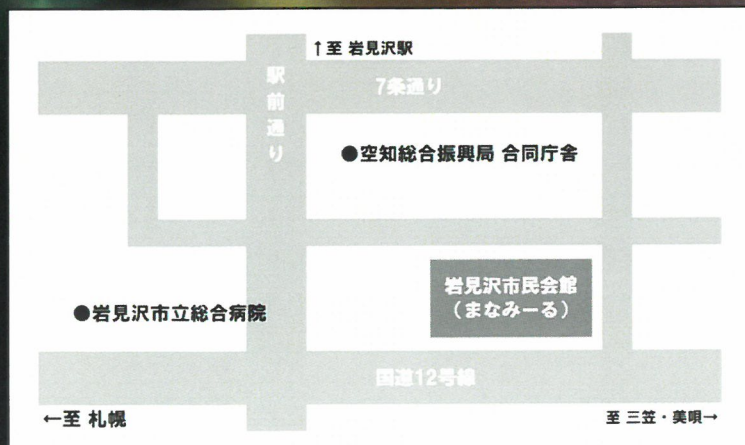 ↑至 岩見沢駅
駅前通り
7条通り
●空知総合振興局 合同庁舎
岩見沢市民会館
（まなみーる）
●岩見沢市立総合病院
国道12号線
←至 札幌
至 三笠・美唄→